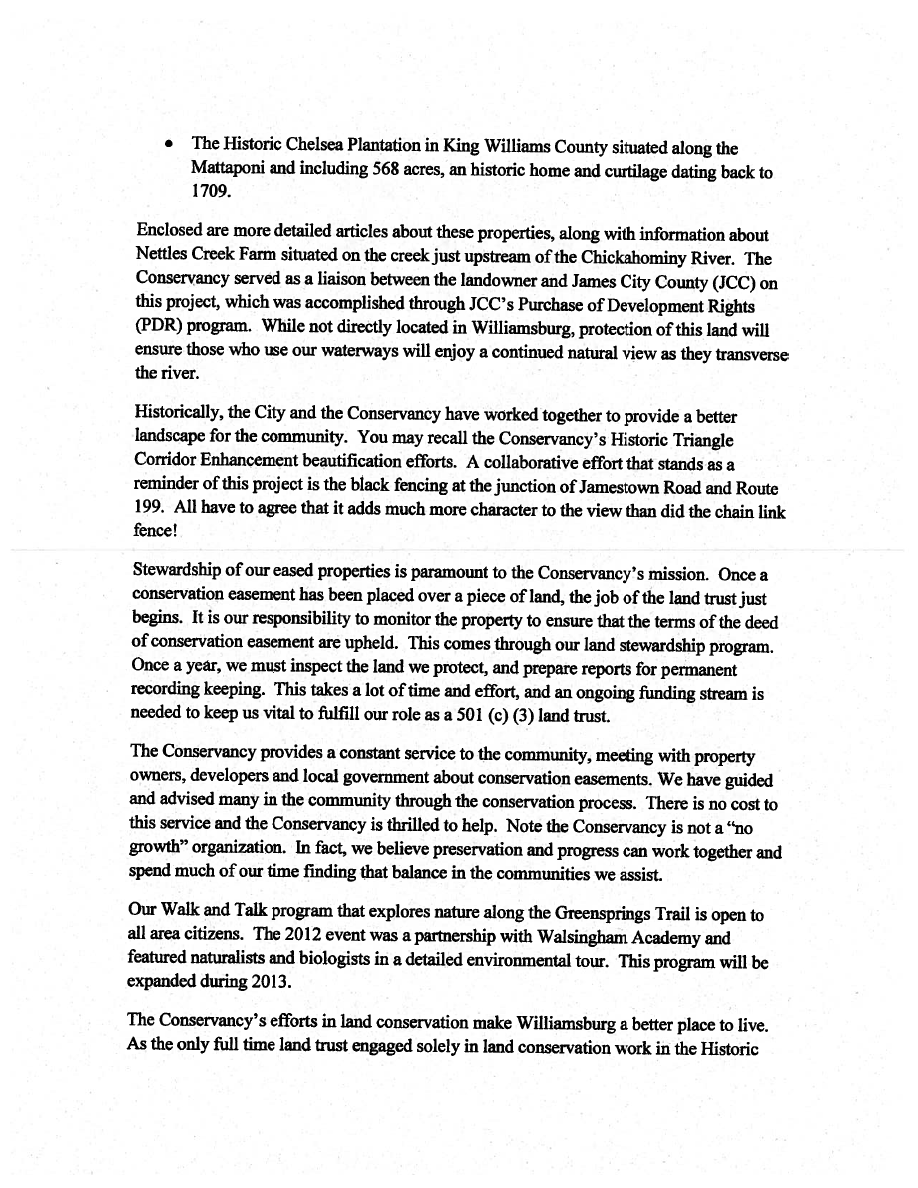 • The Historic Chelsea Plantation in King Williams County situated along the
Mattaponi and including 568 acres, an historic home and curtilage dating back to
1709.
Enclosed are more detailed articles about these properties, along with information about
Nettles Creek Farm situated on the creek just upstream of the Chickahominy River. The
Conservancy served as a liaison between the landowner and James City County (JCC) on
this project, which was accomplished through JCC's Purchase of Development Rights
(PDR) program. While not directly located in Williamsburg, protection of this land will
ensure those who use our waterways will enjoy a continued natural view as they transverse
the river.
Historically, the City and the Conservancy have worked together to provide a better
landscape for the community. You may recall the Conservancy's Historic Triangle
Corridor Enhancement beautification efforts. A collaborative effort that stands as a
reminder of this project is the black fencing at the junction of Jamestown Road and Route
199. All have to agree that it adds much more character to the view than did the chain link
fence!
Stewardship of our eased properties is paramount to the Conservancy's mission. Once a
conservation easement has been placed over a piece of land, the job of the land trust just
begins. It is our responsibility to monitor the property to ensure that the terms of the deed
of conservation easement are upheld. This comes through our land stewardship program.
Once a year, we must inspect the land we protect, and prepare reports for permanent
recording keeping. This takes a lot of time and effort, and an ongoing funding stream is
needed to keep us vital to fulfill our role as a 501 (c) (3) land trust.
The Conservancy provides a constant service to the community, meeting with property
owners, developers and local government about conservation easements. We have guided
and advised many in the community through the conservation process. There is no cost to
this service and the Conservancy is thrilled to help. Note the Conservancy is not a "no
growth" organization. In fact, we believe preservation and progress can work together and
spend much of our time finding that balance in the communities we assist.
Our Walk and Talk program that explores nature along the Greensprings Trail is open to
all area citizens. The 2012 event was a partnership with Walsingham Academy and
featured naturalists and biologists in a detailed environmental tour. This program will be
expanded during 2013.
The Conservancy's efforts in land conservation make Williamsburg a better place to live.
As the only full time land trust engaged solely in land conservation work in the Historic